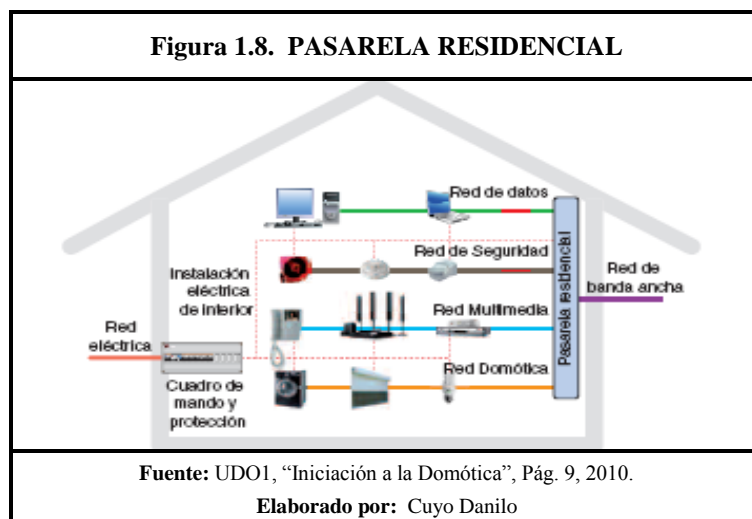 Figura 1.8. PASARELA RESIDENCIAL
Red de datos
Red de Seguridad
Instalación
eléctrica
de interior
Red Multimedia
Red
eléctrica
Red Domótica
Cuadro de
mando y
protección
Pasarela residencial
Red de
banda ancha
Fuente: UDO1, “Iniciación a la Domótica”, Pág. 9, 2010.
Elaborado por: Cuyo Danilo